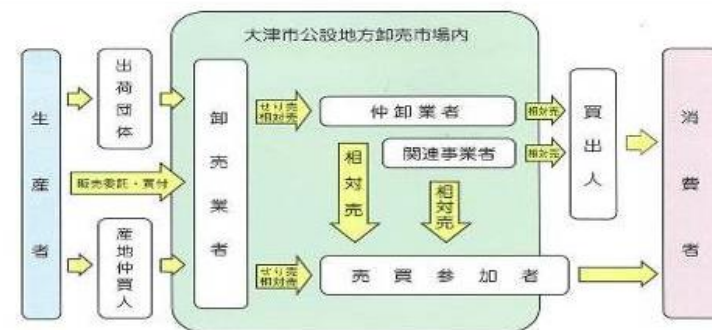 大津市公設地方卸売市場内
生産者
出荷団体
販売委託・買付
産地仲買人
卸売業者
せり売
相対売
仲卸業者
相対売
関連事業者
相対売
相対売
相対売
せり売
相対売
売買参加者
買出人
消費者